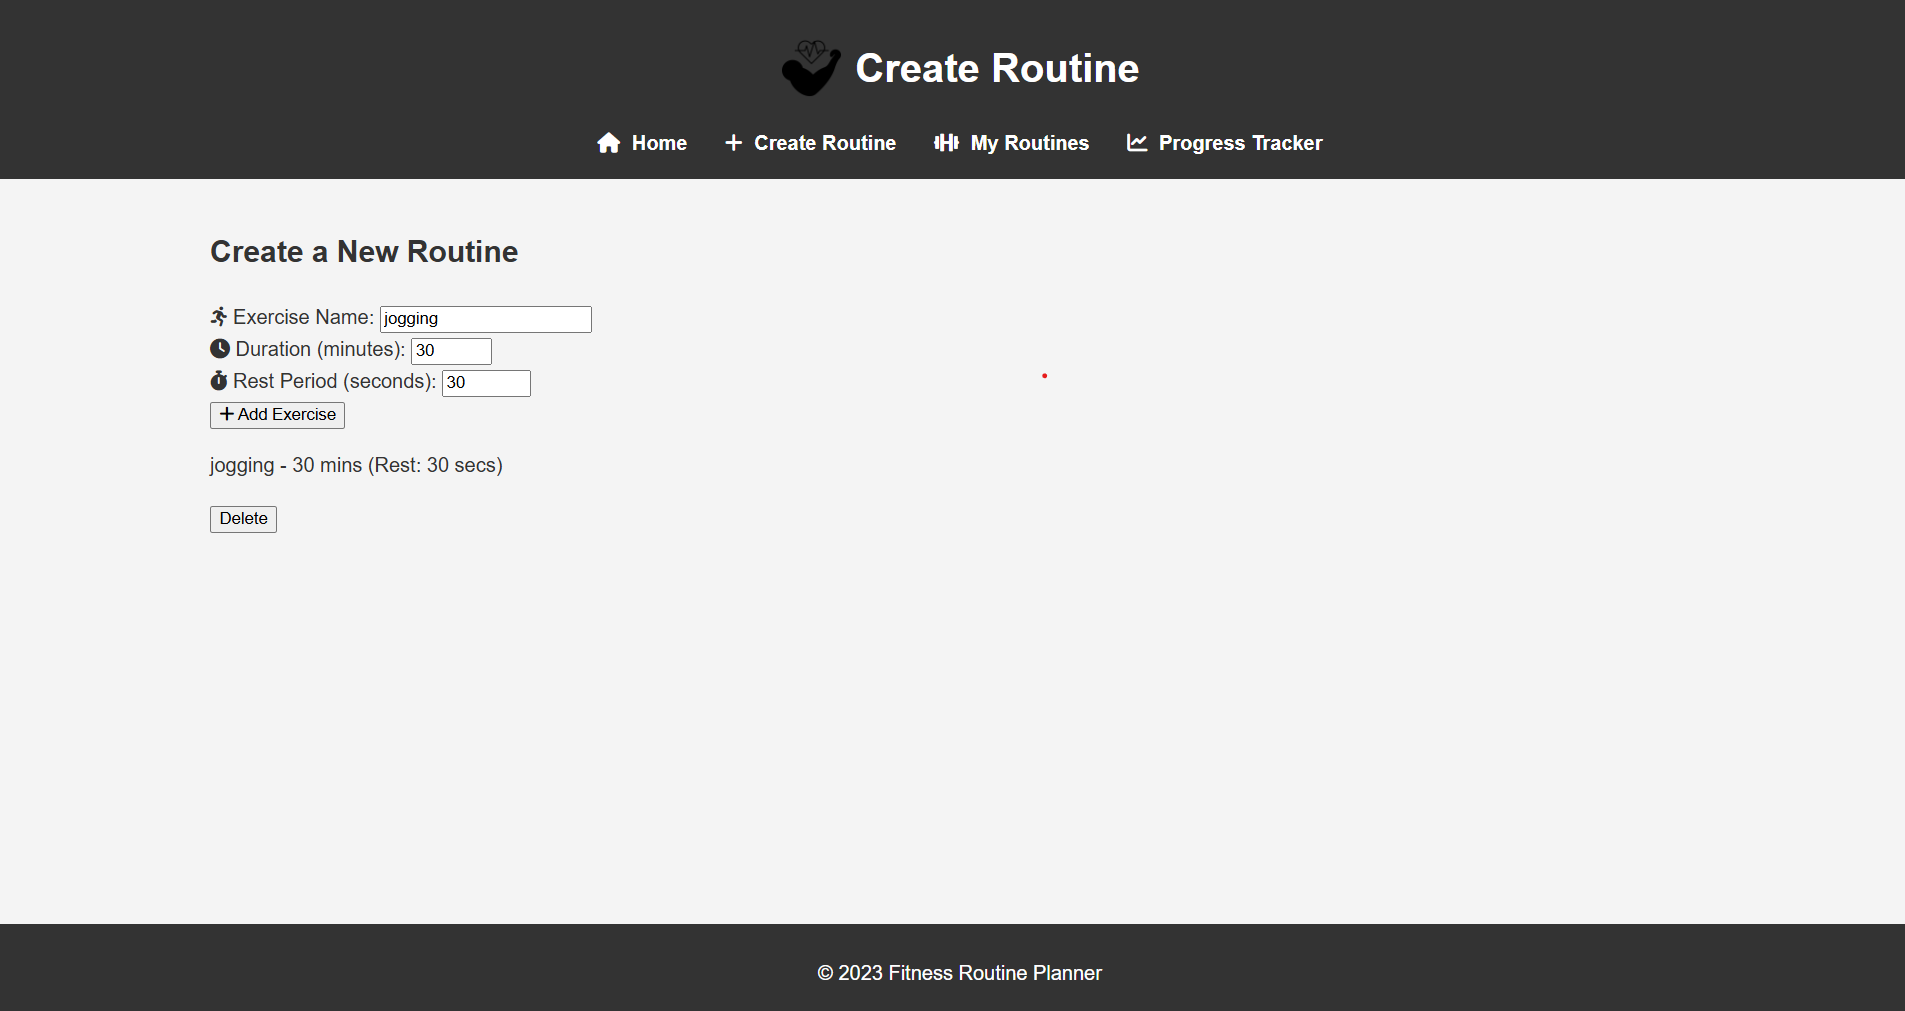 Create Routine
Home Create Routine My Routines Progress Tracker
Create a New Routine
Exercise Name: jogging
Duration (minutes): 30
Rest Period (seconds): 30
Add Exercise
jogging - 30 mins (Rest: 30 secs)
Delete
© 2023 Fitness Routine Planner